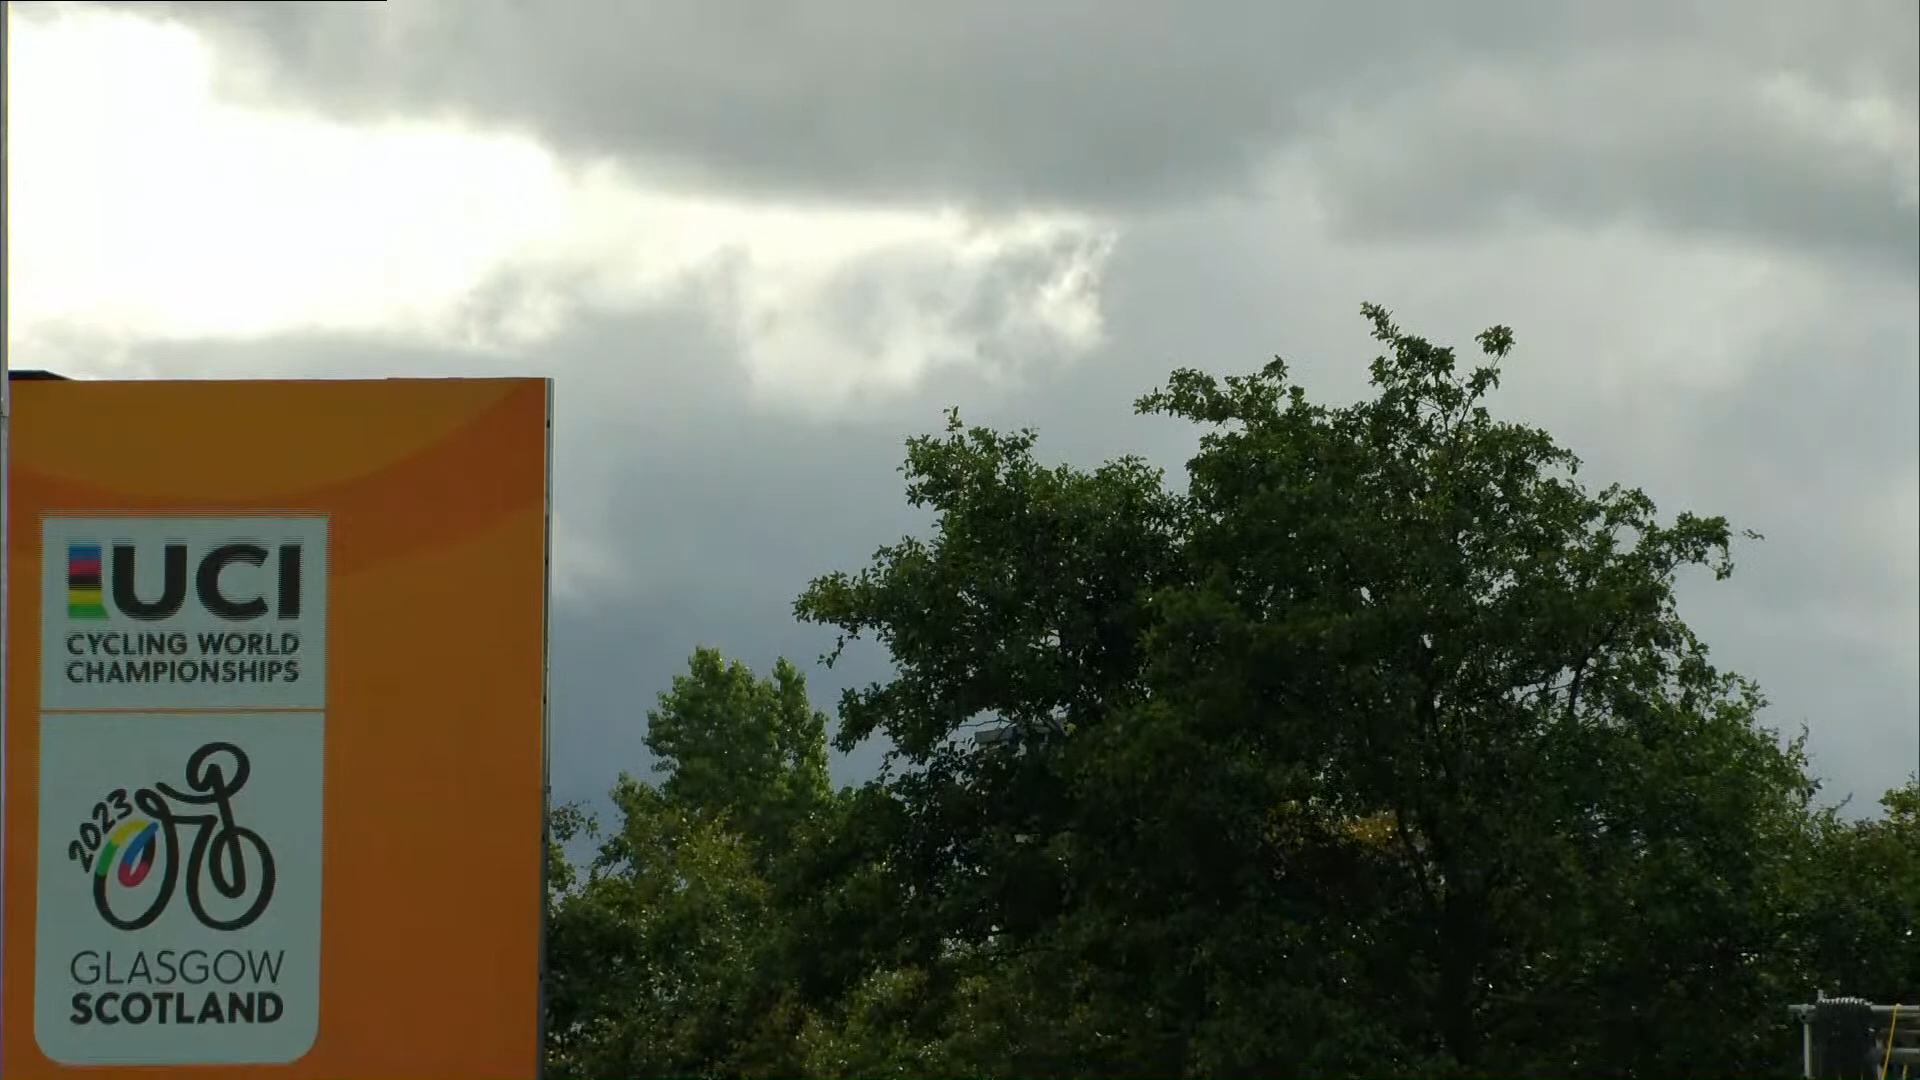 UCI
CYCLING WORLD
CHAMPIONSHIPS
2023
GLASGOW
SCOTLAND